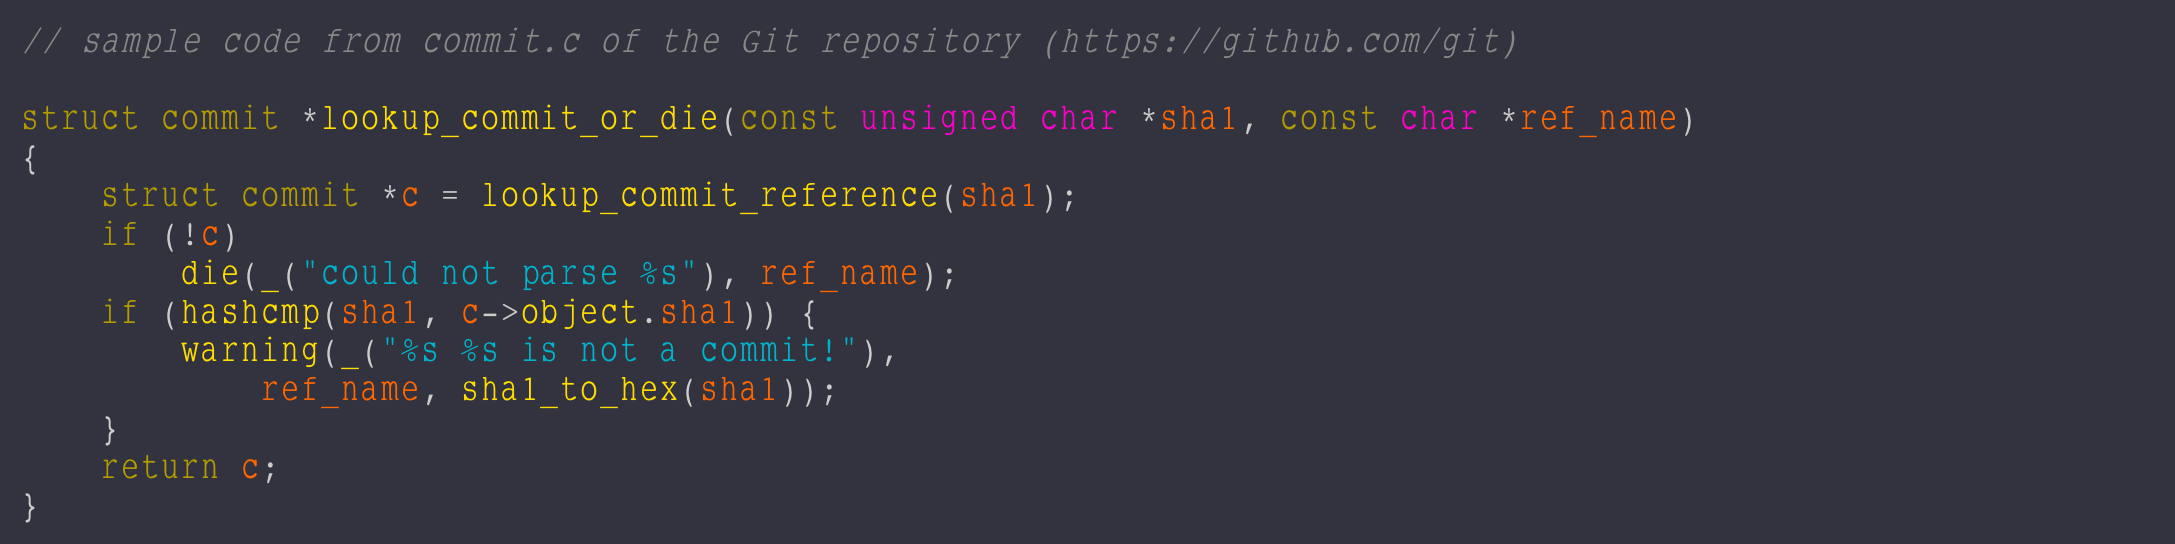 // sample code from commit.c of the Git repository (https://github.com/git)

struct commit *lookup_commit_or_die(const unsigned char *sha1, const char *ref_name)
{
    struct commit *c = lookup_commit_reference(sha1);
    if (!c)
        die(_("could not parse %s"), ref_name);
    if (hashcmp(sha1, c->object.sha1)) {
        warning(_("%s %s is not a commit!"),
            ref_name, sha1_to_hex(sha1));
    }
    return c;
}